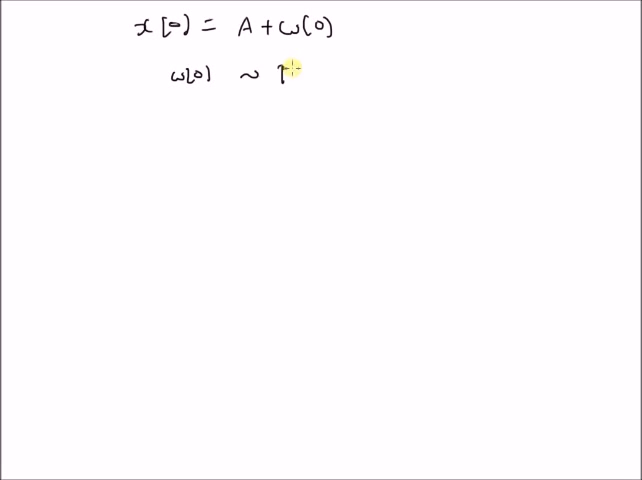 x[0] = A + w[0]
w[0] ~